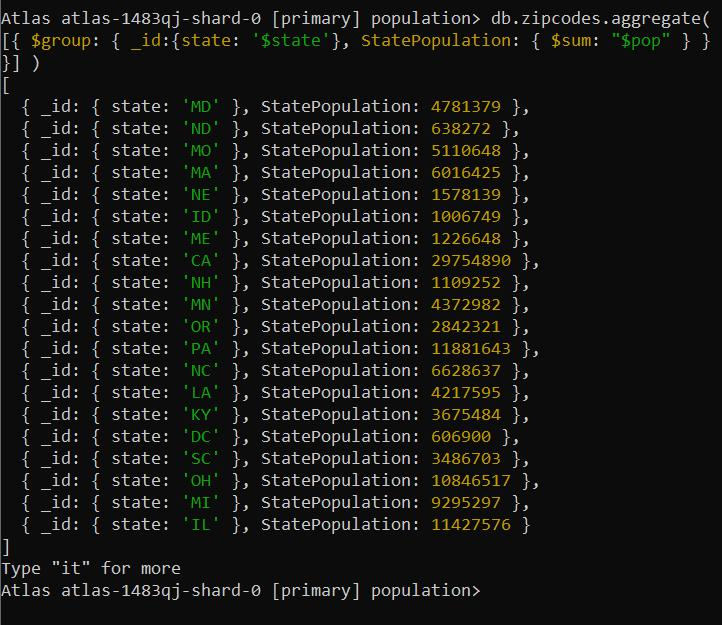 Atlas atlas-1483qj-shard-0 [primary] population> db.zipcodes.aggregate(
[{ $group: { _id:{state: '$state'}, StatePopulation: { $sum: "$pop" } }
}] )
[
  { _id: { state: 'MD' }, StatePopulation: 4781379 },
  { _id: { state: 'ND' }, StatePopulation: 638272 },
  { _id: { state: 'MO' }, StatePopulation: 5110648 },
  { _id: { state: 'MA' }, StatePopulation: 6016425 },
  { _id: { state: 'NE' }, StatePopulation: 1578139 },
  { _id: { state: 'ID' }, StatePopulation: 1006749 },
  { _id: { state: 'ME' }, StatePopulation: 1226648 },
  { _id: { state: 'CA' }, StatePopulation: 29754890 },
  { _id: { state: 'NH' }, StatePopulation: 1109252 },
  { _id: { state: 'MN' }, StatePopulation: 4372982 },
  { _id: { state: 'OR' }, StatePopulation: 2842321 },
  { _id: { state: 'PA' }, StatePopulation: 11881643 },
  { _id: { state: 'NC' }, StatePopulation: 6628637 },
  { _id: { state: 'LA' }, StatePopulation: 4217595 },
  { _id: { state: 'KY' }, StatePopulation: 3675484 },
  { _id: { state: 'DC' }, StatePopulation: 606900 },
  { _id: { state: 'SC' }, StatePopulation: 3486703 },
  { _id: { state: 'OH' }, StatePopulation: 10846517 },
  { _id: { state: 'MI' }, StatePopulation: 9295297 },
  { _id: { state: 'IL' }, StatePopulation: 11427576 }
]
Type "it" for more
Atlas atlas-1483qj-shard-0 [primary] population>